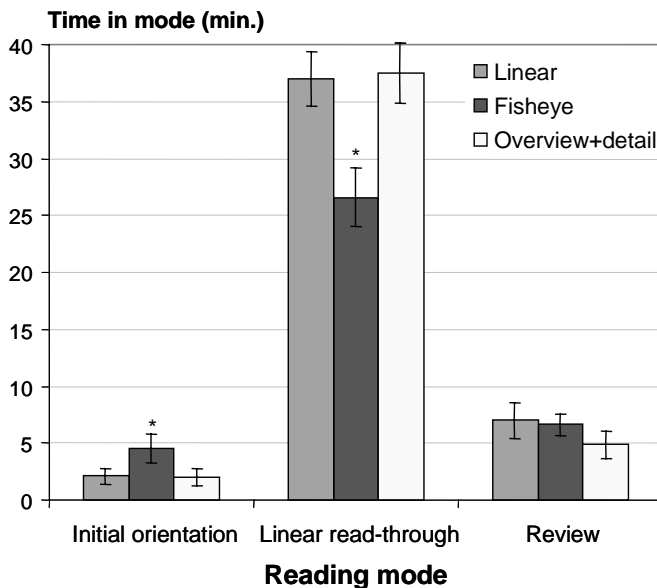 Time in mode (min.)
40
35
30
25
20
15
10
5
0
Linear
Fisheye
Overview+detail
*
*
Initial orientation
Linear read-through
Review
Reading mode